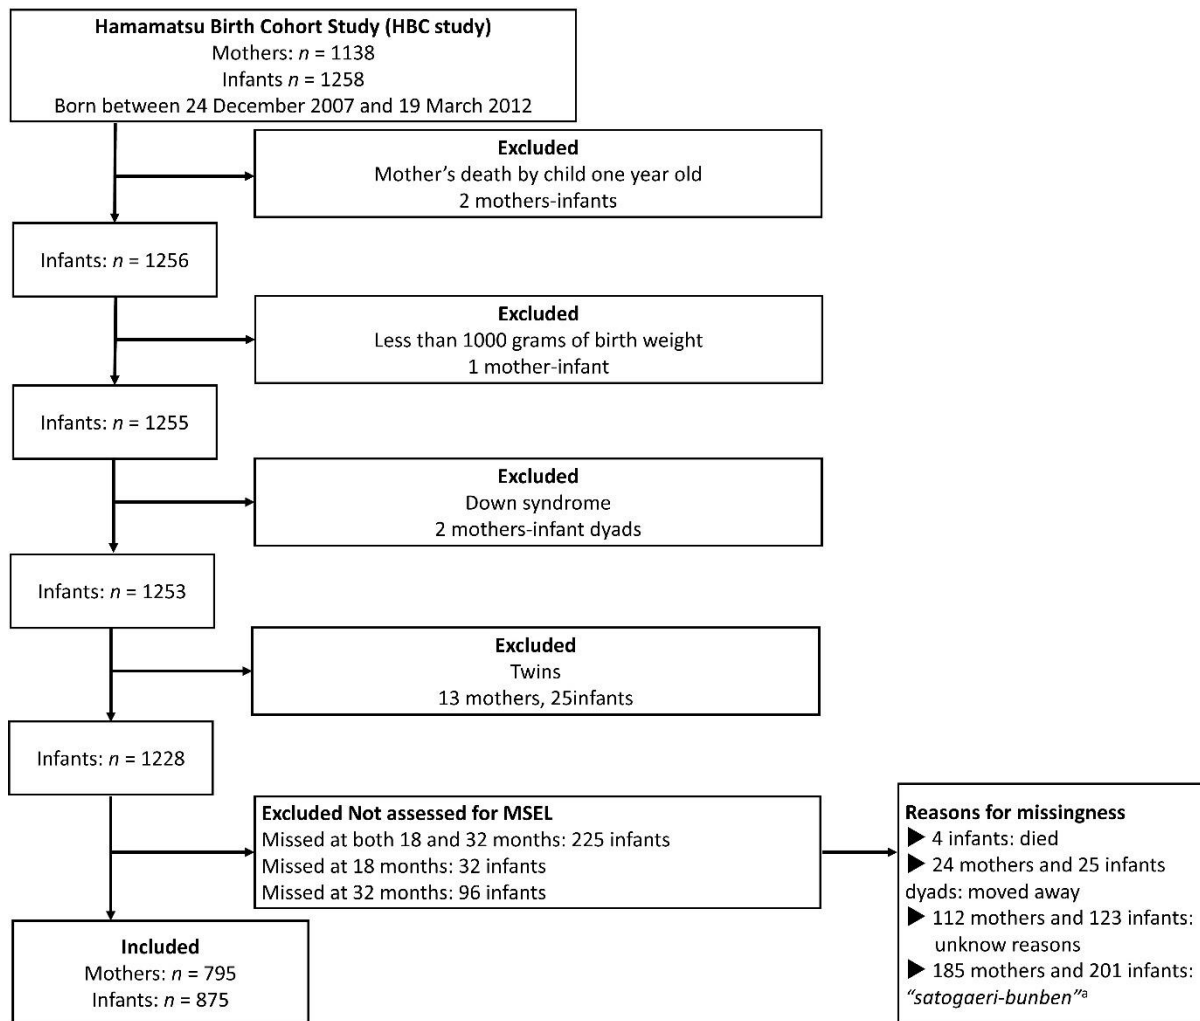 Hamamatsu Birth Cohort Study (HBC study)
Mothers: n = 1138
Infants n = 1258
Born between 24 December 2007 and 19 March 2012
Excluded
Mother's death by child one year old
2 mothers-infants
Infants: n = 1256
Excluded
Less than 1000 grams of birth weight
1 mother-infant
Infants: n = 1255
Excluded
Down syndrome
2 mothers-infant dyads
Infants: n = 1253
Excluded
Twins
13 mothers, 25infants
Infants: n = 1228
Excluded Not assessed for MSEL
Missed at both 18 and 32 months: 225 infants
Missed at 18 months: 32 infants
Missed at 32 months: 96 infants
Reasons for missingness
▶ 4 infants: died
▶ 24 mothers and 25 infants
dyads: moved away
▶ 112 mothers and 123 infants:
unknow reasons
▶ 185 mothers and 201 infants:
"satogaeri-bunben"ᵃ
Included
Mothers: n = 795
Infants: n = 875